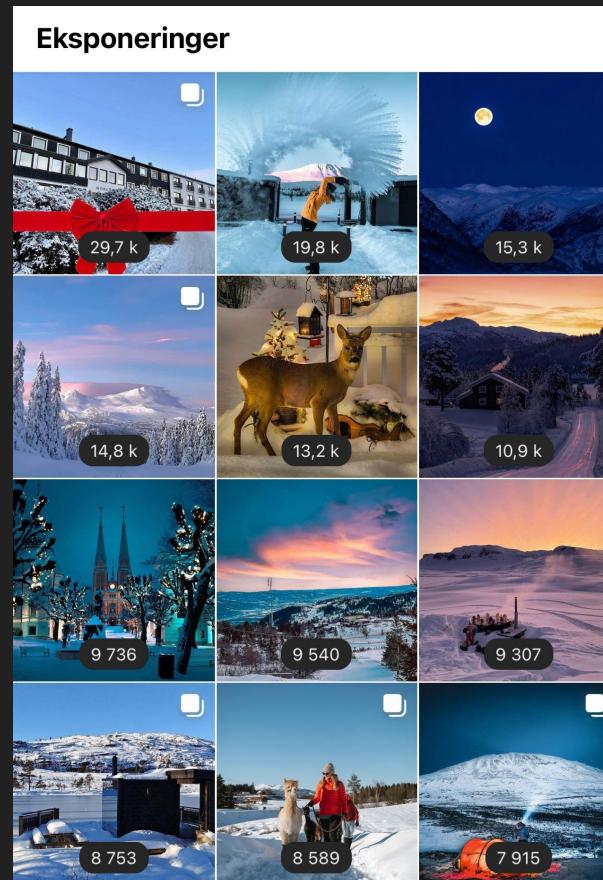 Eksponeringer
29,7 k
19,8 k
15,3 k
14,8 k
13,2 k
10,9 k
9 736
9 540
9 307
8 753
8 589
7 915